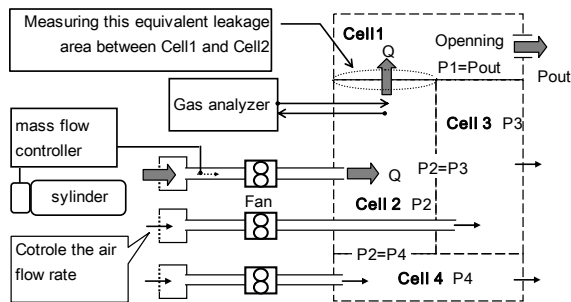 Measuring this equivalent leakage
area between Cell1 and Cell2
Cell1
Q
Openning
P1=Pout
Pout
Gas analyzer
Cell 3 P3
mass flow
controller
P2=P3
Q
sylinder
Fan
Cell 2 P2
Cotrole the air
flow rate
P2=P4
Cell 4 P4